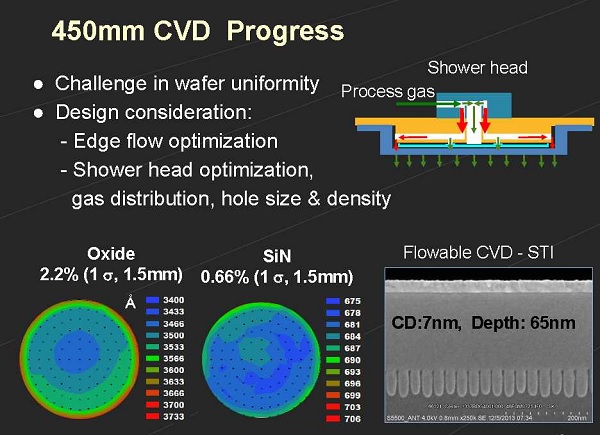 450mm CVD  Progress
● Challenge in wafer uniformity
● Design consideration:
- Edge flow optimization
- Shower head optimization,
gas distribution, hole size & density
Shower head
Process gas
Oxide
2.2% (1 σ, 1.5mm)
Å
3400
3433
3466
3500
3533
3566
3600
3633
3666
3700
3733
SiN
0.66% (1 σ, 1.5mm)
675
678
681
684
687
690
693
696
699
703
706
Flowable CVD - STI
CD:7nm,  Depth: 65nm
S5500_ANT 4.0kV 0.8mm x250k SE 12/5/2013 07:34
200nm